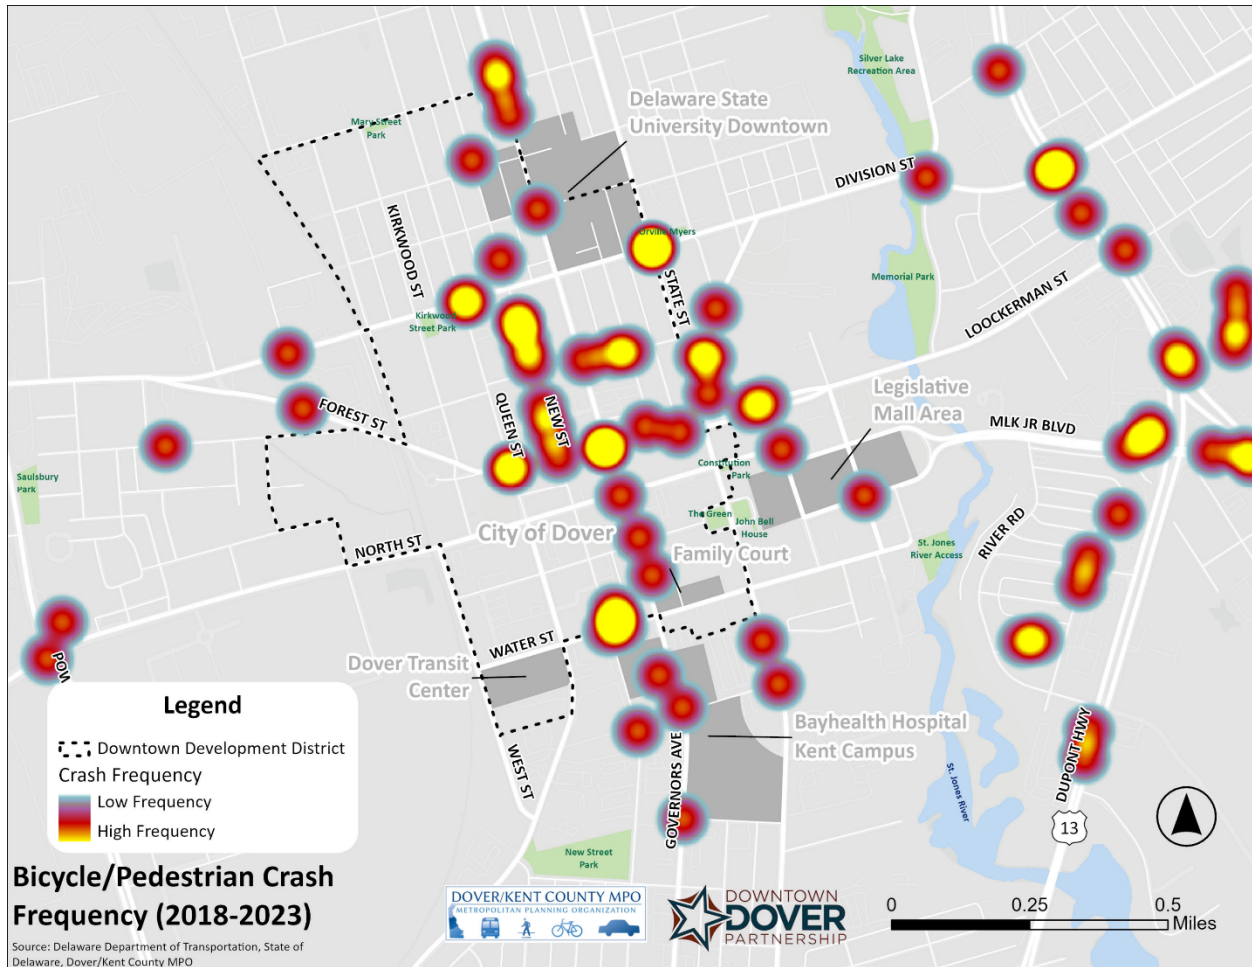 Silver Lake
Recreation Area
Delaware State
University Downtown
Mary Street
Park
DIVISION ST
KIRKWOOD ST
Orville Myers
STATE ST
Memorial Park
LOOCKERMAN ST
Kirkwood
Street Park
Legislative
Mall Area
FOREST ST
QUEEN ST
NEW ST
MLK JR BLVD
Saulsbury
Park
Constitution
Park
The Green
John Bell
House
City of Dover
RIVER RD
NORTH ST
Family Court
St. Jones
River Access
WATER ST
POW
Dover Transit
Center
Bayhealth Hospital
Kent Campus
WEST ST
GOVERNORS AVE
DUPONT HWY
St. Jones River
13
New Street
Park
Legend
Downtown Development District
Crash Frequency
Low Frequency
High Frequency
Bicycle/Pedestrian Crash
Frequency (2018-2023)
Source: Delaware Department of Transportation, State of
Delaware, Dover/Kent County MPO
DOVER/KENT COUNTY MPO
METROPOLITAN PLANNING ORGANIZATION
DOWNTOWN
DOVER
PARTNERSHIP
0 0.25 0.5
Miles